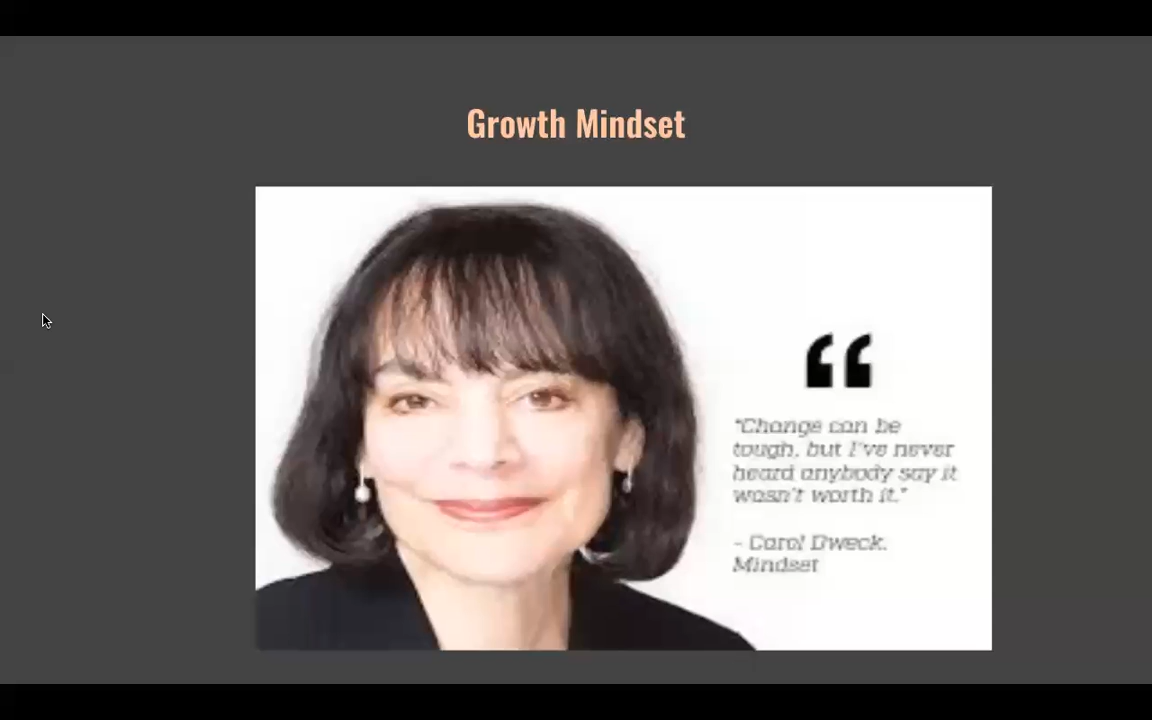 Growth Mindset
“
"Change can be
tough, but I've never
heard anybody say it
wasn't worth it."
- Carol Dweck,
Mindset